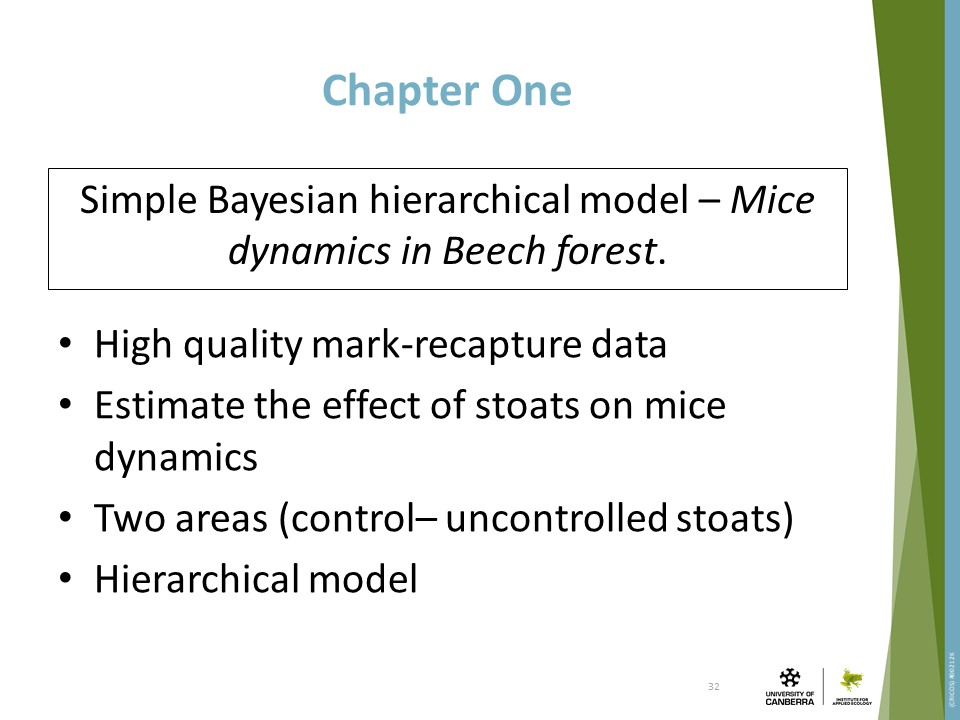 Chapter One
Simple Bayesian hierarchical model – Mice
dynamics in Beech forest.
• High quality mark-recapture data
• Estimate the effect of stoats on mice
dynamics
• Two areas (control– uncontrolled stoats)
• Hierarchical model
32
UNIVERSITY OF
CANBERRA
INSTITUTE FOR
APPLIED ECOLOGY